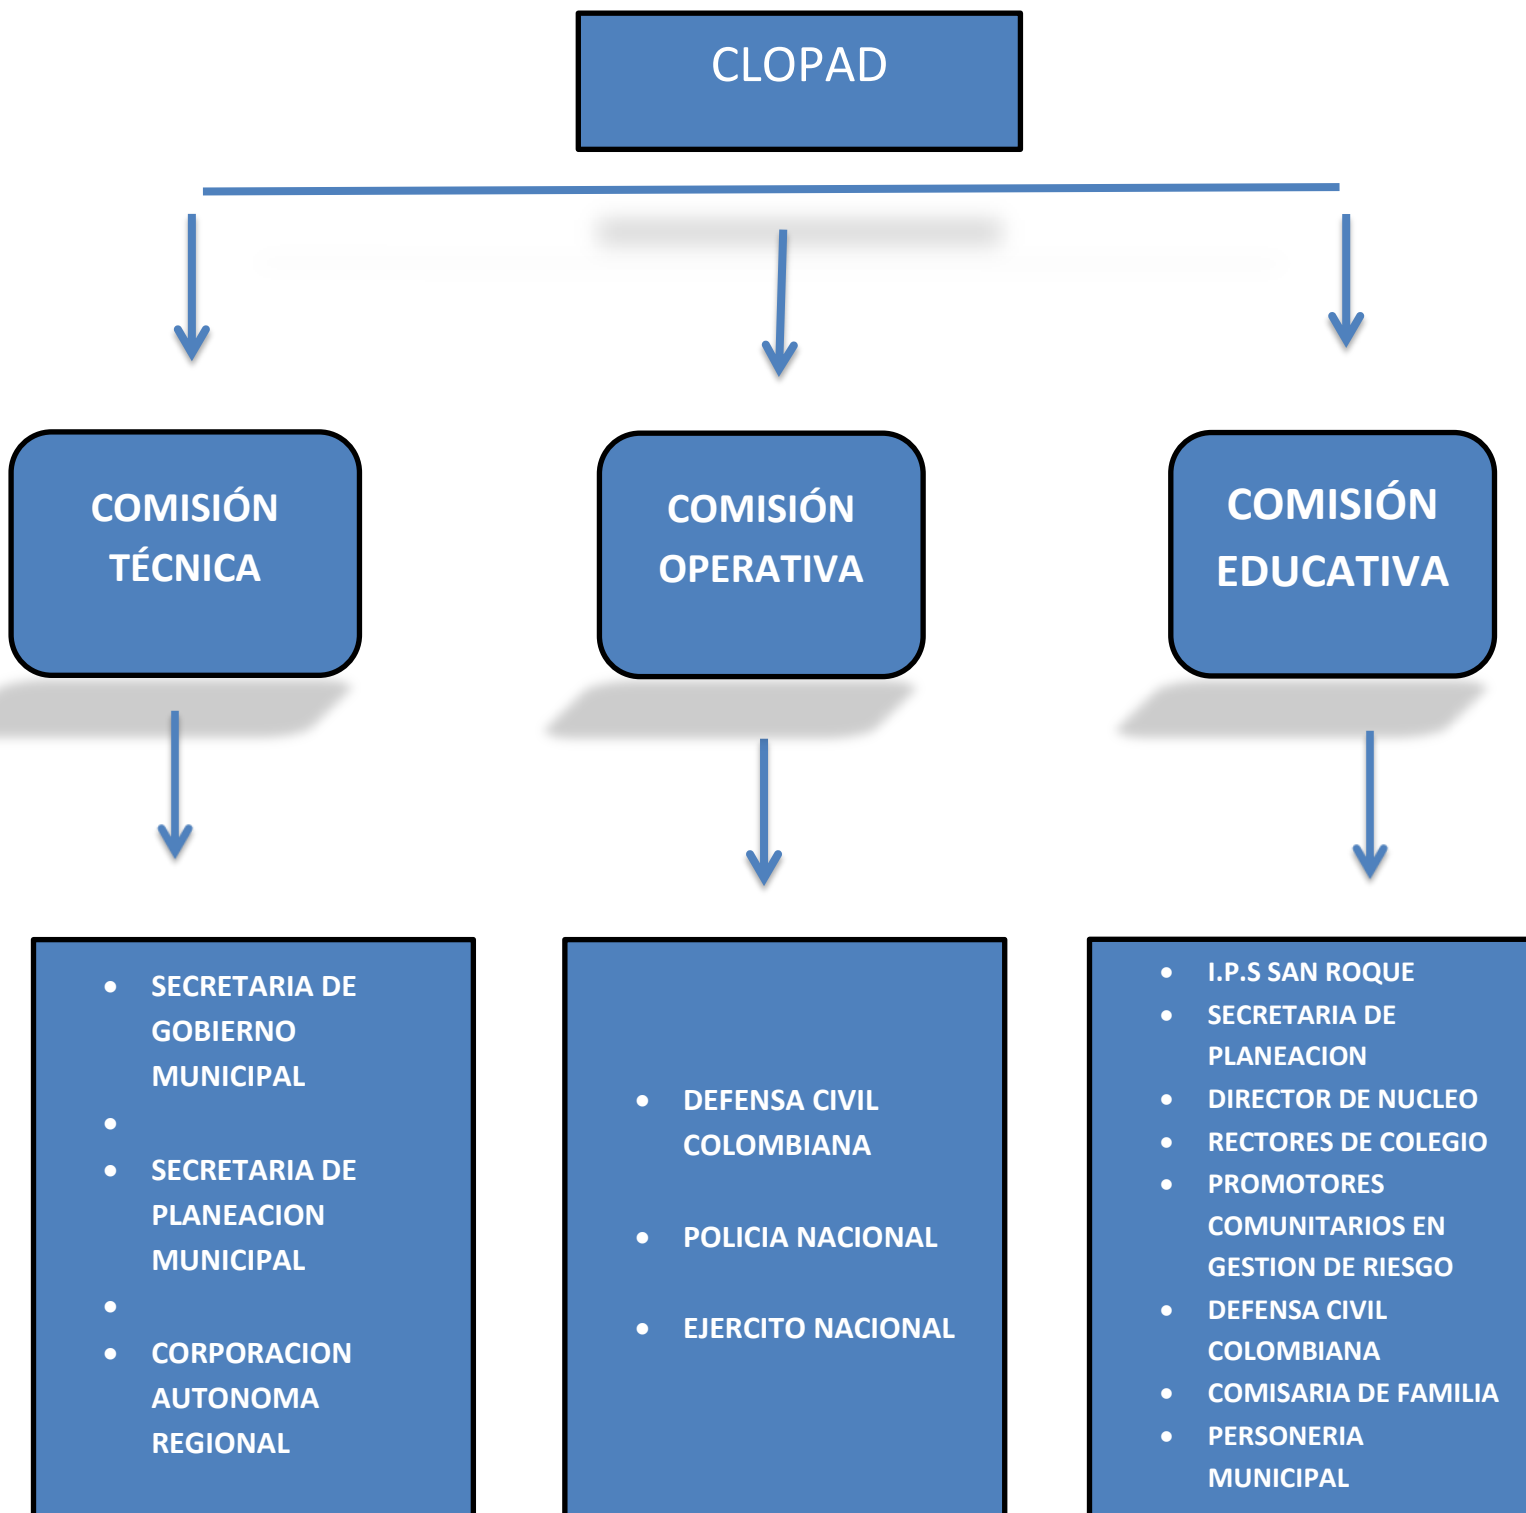 CLOPAD
COMISIÓN
TÉCNICA
COMISIÓN
OPERATIVA
COMISIÓN
EDUCATIVA
• SECRETARIA DE
GOBIERNO
MUNICIPAL
•
• SECRETARIA DE
PLANEACION
MUNICIPAL
•
• CORPORACION
AUTONOMA
REGIONAL
• DEFENSA CIVIL
COLOMBIANA
• POLICIA NACIONAL
• EJERCITO NACIONAL
• I.P.S SAN ROQUE
• SECRETARIA DE
PLANEACION
• DIRECTOR DE NUCLEO
• RECTORES DE COLEGIO
• PROMOTORES
COMUNITARIOS EN
GESTION DE RIESGO
• DEFENSA CIVIL
COLOMBIANA
• COMISARIA DE FAMILIA
• PERSONERIA
MUNICIPAL